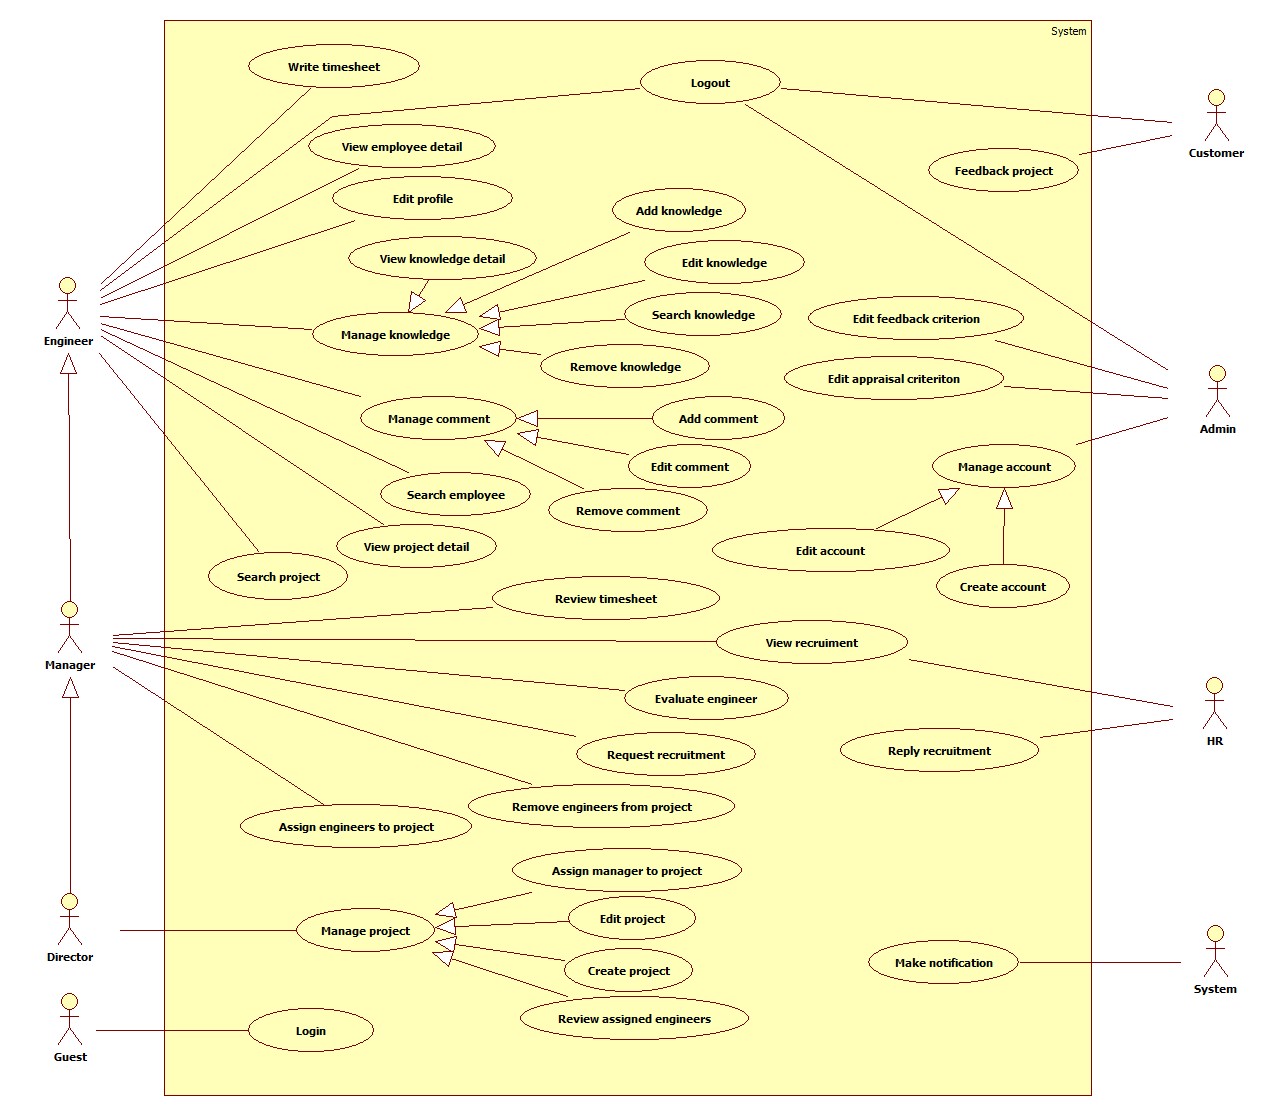 System
Write timesheet
Logout
View employee detail
Customer
Feedback project
Edit profile
Add knowledge
View knowledge detail
Edit knowledge
Search knowledge
Edit feedback criterion
Manage knowledge
Engineer
Remove knowledge
Edit appraisal criteriton
Manage comment
Add comment
Admin
Edit comment
Manage account
Search employee
Remove comment
View project detail
Edit account
Search project
Create account
Review timesheet
View recruiment
Manager
Evaluate engineer
HR
Request recruitment
Reply recruitment
Remove engineers from project
Assign engineers to project
Assign manager to project
Edit project
Manage project
Director
Create project
Make notification
System
Review assigned engineers
Login
Guest